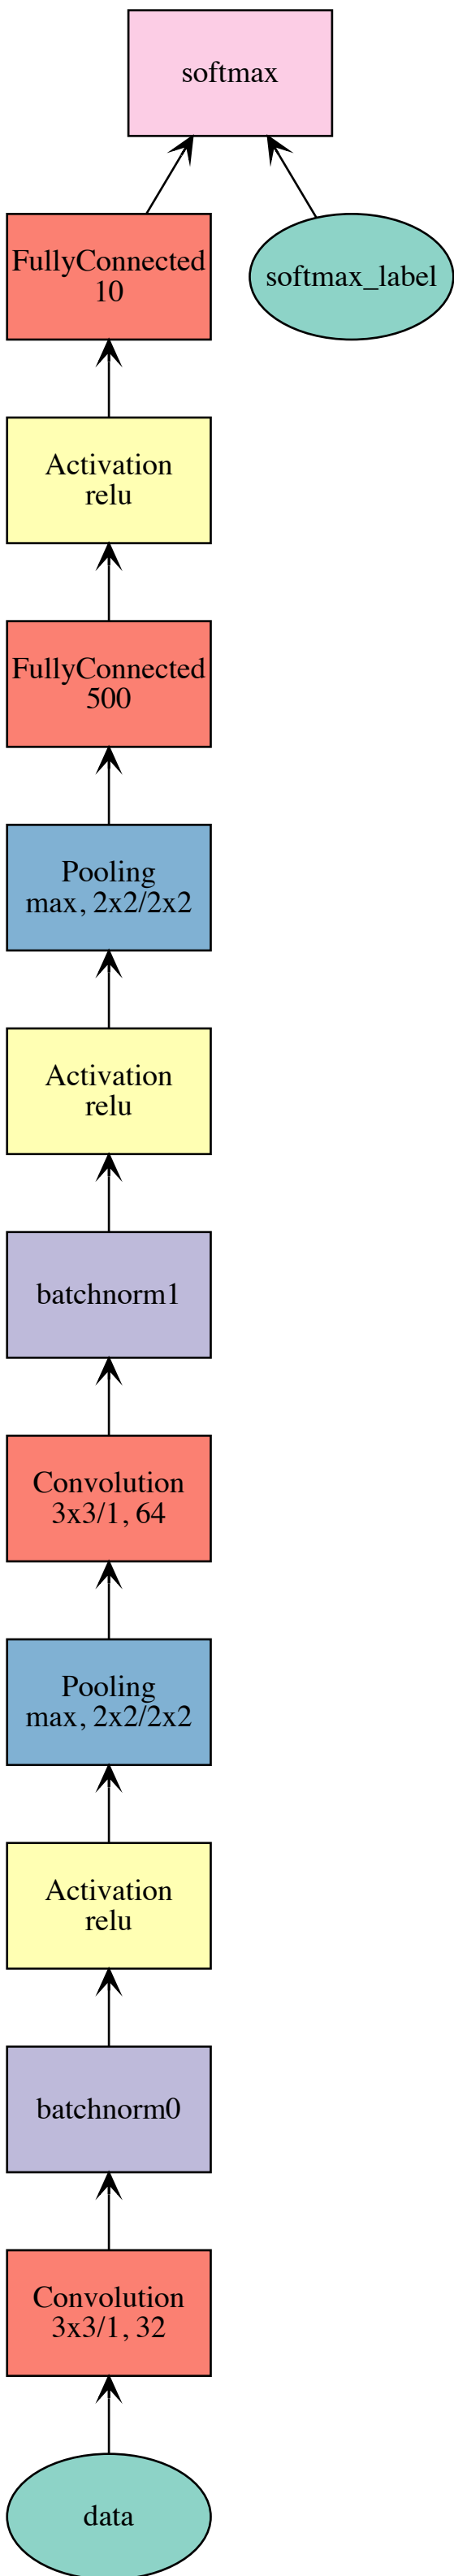 softmax
FullyConnected
10
softmax_label
Activation
relu
FullyConnected
500
Pooling
max, 2x2/2x2
Activation
relu
batchnorm1
Convolution
3x3/1, 64
Pooling
max, 2x2/2x2
Activation
relu
batchnorm0
Convolution
3x3/1, 32
data